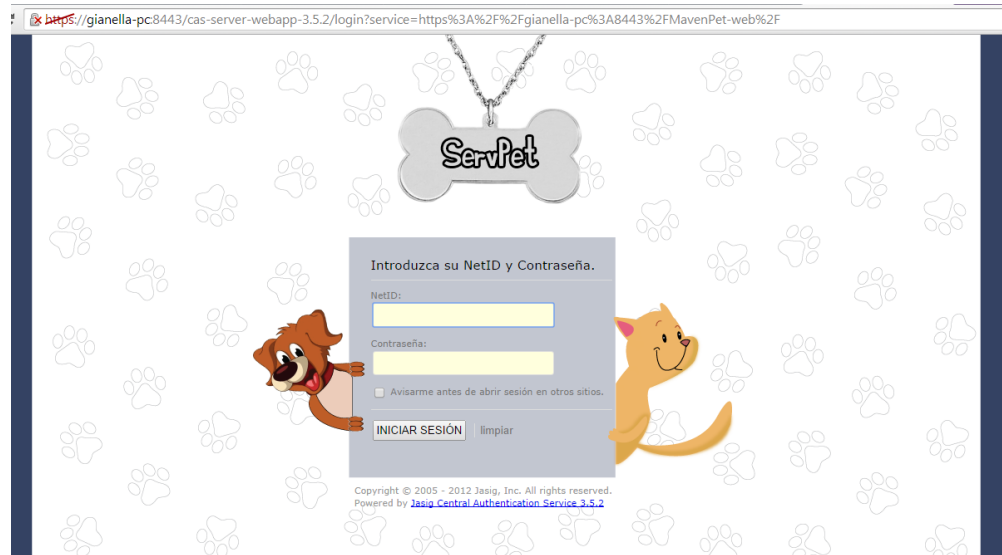 https://gianella-pc:8443/cas-server-webapp-3.5.2/login?service=https%3A%2F%2Fgianella-pc%3A8443%2FMavenPet-web%2F
ServPet
Introduzca su NetID y Contraseña.
NetID:
Contraseña:
Avisarme antes de abrir sesión en otros sitios.
INICIAR SESIÓN limpiar
Copyright © 2005 - 2012 Jasig, Inc. All rights reserved.
Powered by Jasig Central Authentication Service 3.5.2